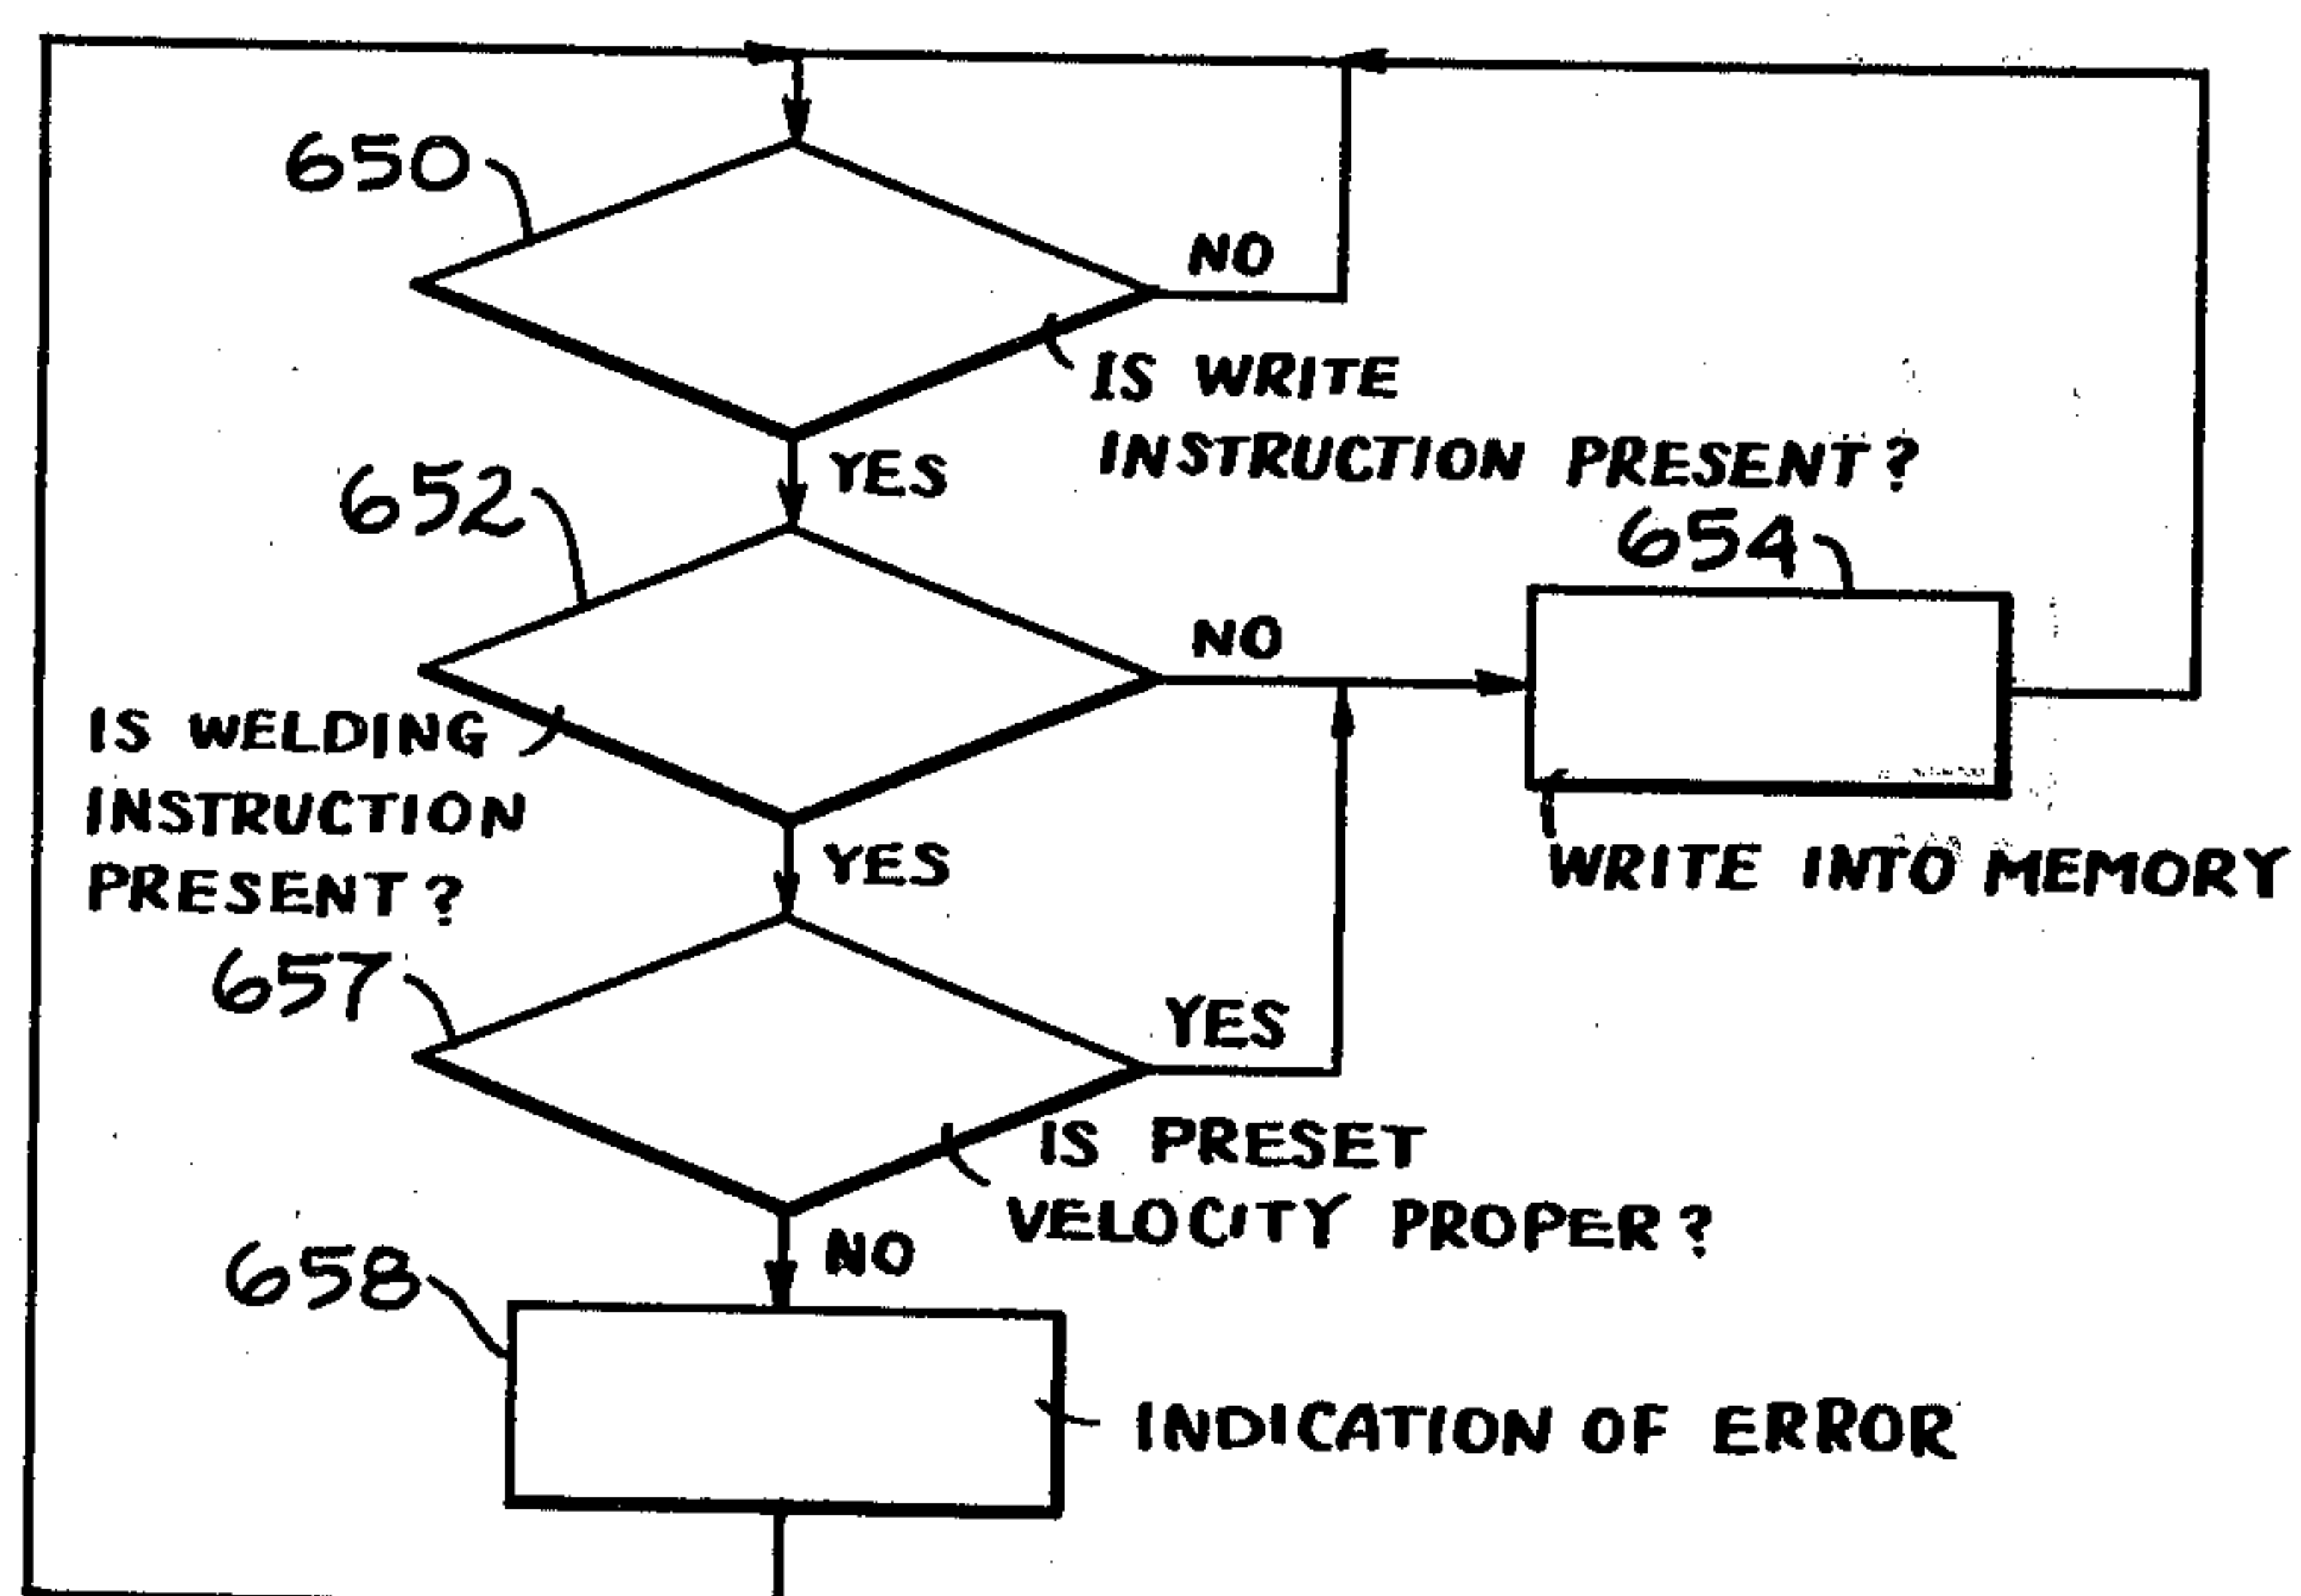 650
NO
IS WRITE
INSTRUCTION PRESENT?
YES
652
654
NO
IS WELDING
INSTRUCTION
PRESENT?
WRITE INTO MEMORY
YES
657
YES
IS PRESET
VELOCITY PROPER?
NO
658
INDICATION OF ERROR